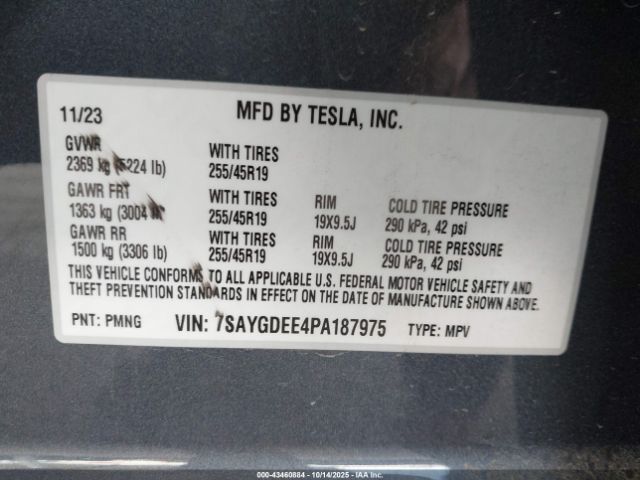 11/23 MFD BY TESLA, INC.
GVWR WITH TIRES
2369 kg (5224 lb) 255/45R19
GAWR FRT WITH TIRES RIM COLD TIRE PRESSURE
1363 kg (3004 lb) 255/45R19 19X9.5J 290 kPa, 42 psi
GAWR RR WITH TIRES RIM COLD TIRE PRESSURE
1500 kg (3306 lb) 255/45R19 19X9.5J 290 kPa, 42 psi
THIS VEHICLE CONFORMS TO ALL APPLICABLE U.S. FEDERAL MOTOR VEHICLE SAFETY AND
THEFT PREVENTION STANDARDS IN EFFECT ON THE DATE OF MANUFACTURE SHOWN ABOVE.
PNT: PMNG VIN: 7SAYGDEE4PA187975 TYPE: MPV
000-43460884 | 10/14/2025 | IAA Inc.